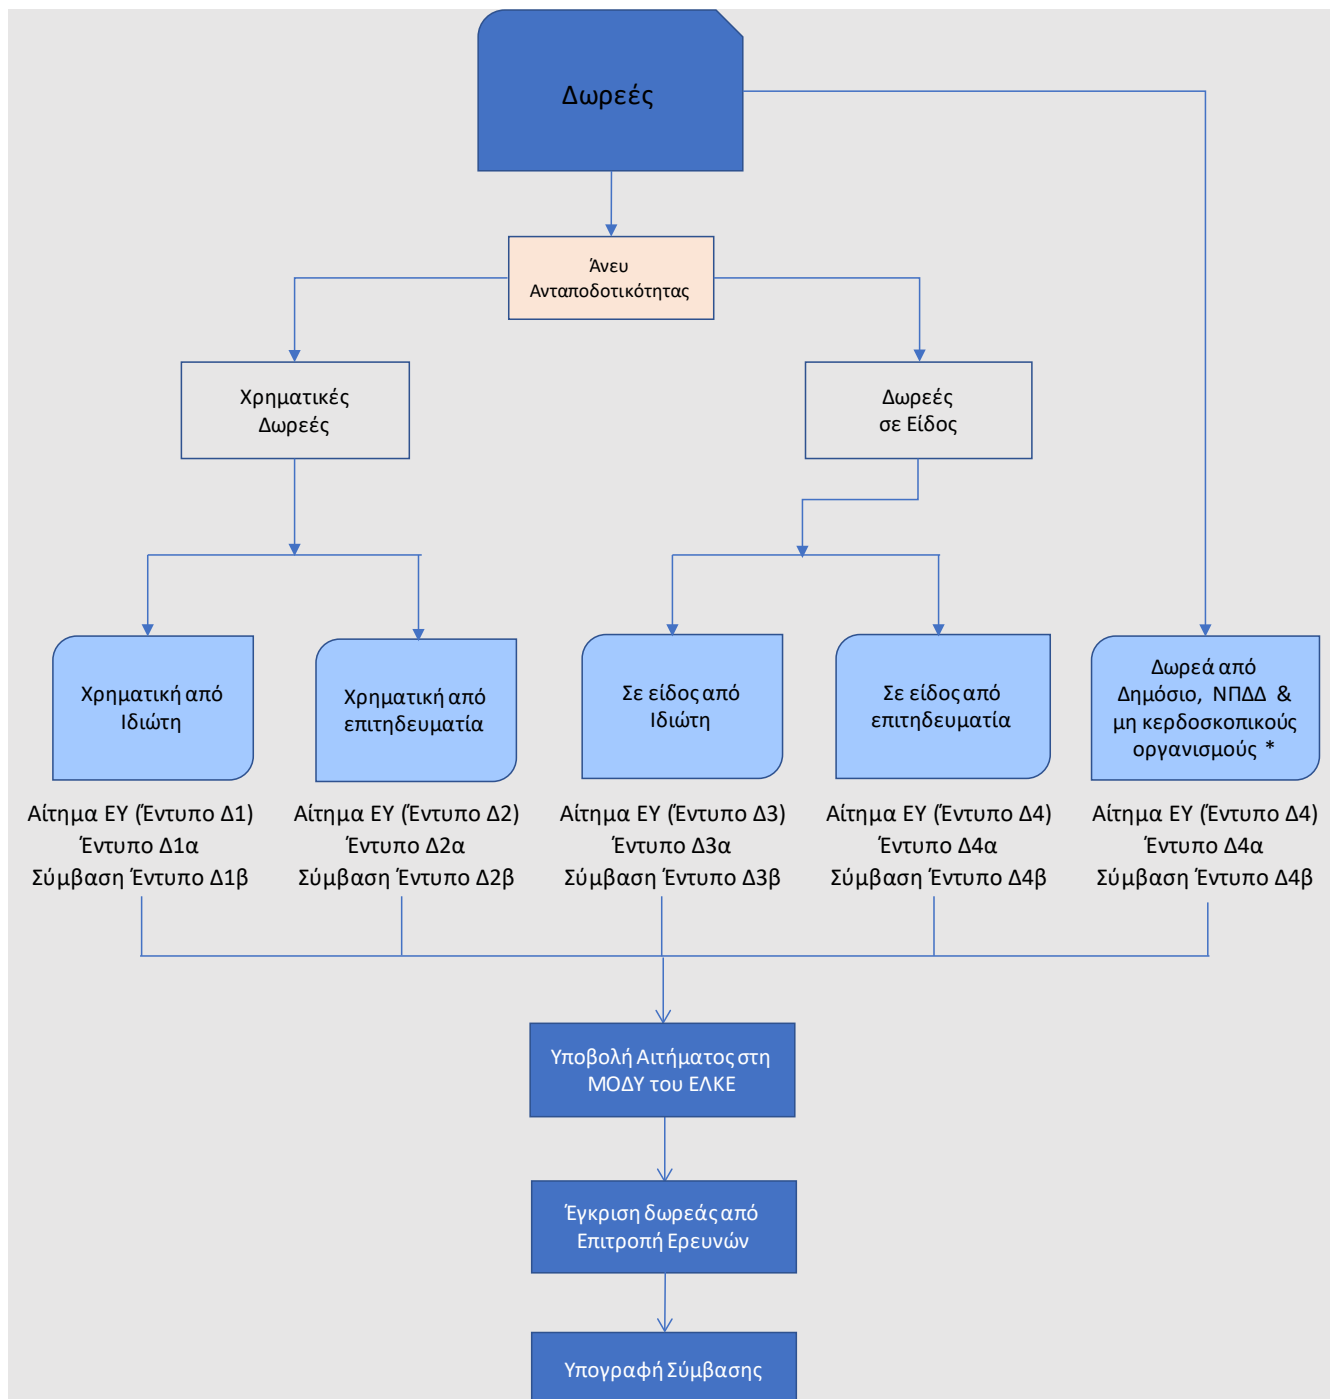 Δωρεές
Άνευ
Ανταποδοτικότητας
Χρηματικές
Δωρεές
Δωρεές
σε Είδος
Χρηματική από
Ιδιώτη
Χρηματική από
επιτηδευματία
Σε είδος από
Ιδιώτη
Σε είδος από
επιτηδευματία
Δωρεά από
Δημόσιο, ΝΠΔΔ &
μη κερδοσκοπικούς
οργανισμούς *
Αίτημα ΕΥ (Έντυπο Δ1)
Έντυπο Δ1α
Σύμβαση Έντυπο Δ1β
Αίτημα ΕΥ (Έντυπο Δ2)
Έντυπο Δ2α
Σύμβαση Έντυπο Δ2β
Αίτημα ΕΥ (Έντυπο Δ3)
Έντυπο Δ3α
Σύμβαση Έντυπο Δ3β
Αίτημα ΕΥ (Έντυπο Δ4)
Έντυπο Δ4α
Σύμβαση Έντυπο Δ4β
Αίτημα ΕΥ (Έντυπο Δ4)
Έντυπο Δ4α
Σύμβαση Έντυπο Δ4β
Υποβολή Αιτήματος στη
ΜΟΔΥ του ΕΛΚΕ
Έγκριση δωρεάς από
Επιτροπή Ερευνών
Υπογραφή Σύμβασης